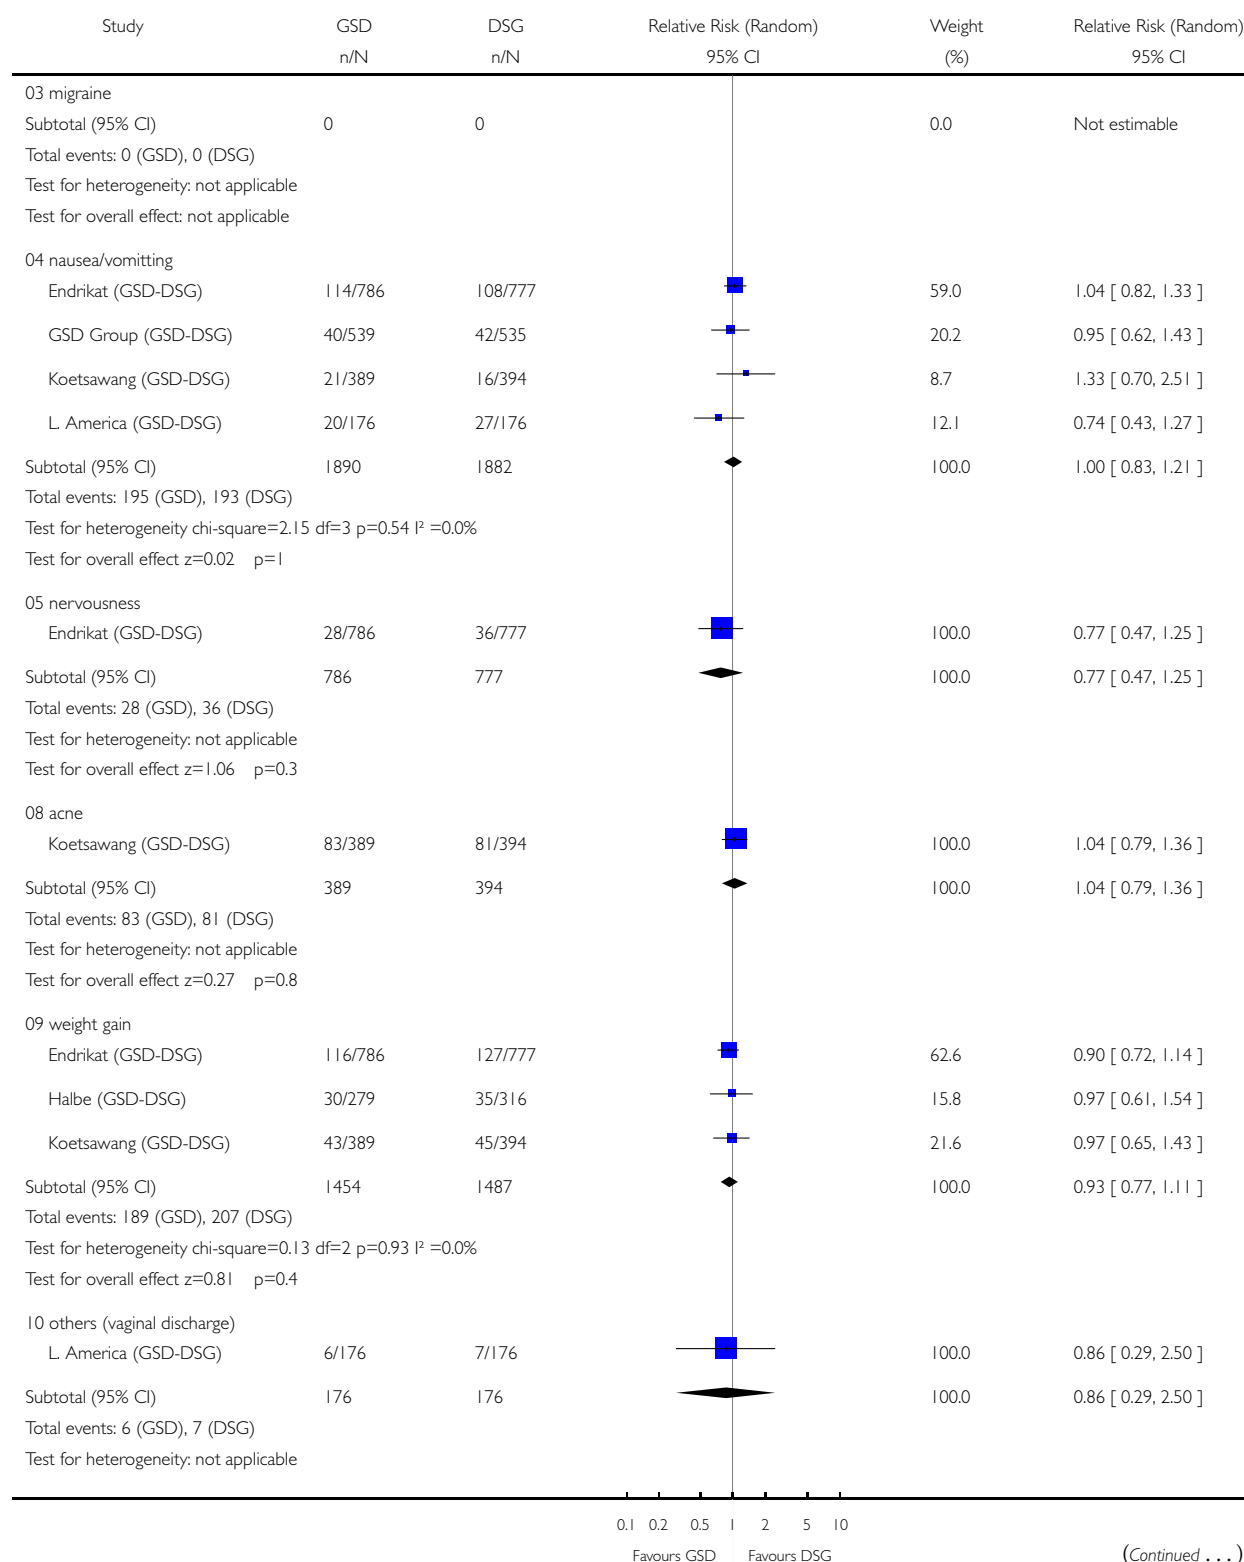 Study GSD DSG Relative Risk (Random) Weight Relative Risk (Random)
n/N n/N 95% CI (%) 95% CI
03 migraine
Subtotal (95% CI) 0 0 0.0 Not estimable
Total events: 0 (GSD), 0 (DSG)
Test for heterogeneity: not applicable
Test for overall effect: not applicable
04 nausea/vomitting
Endrikat (GSD-DSG) 114/786 108/777 59.0 1.04 [ 0.82, 1.33 ]
GSD Group (GSD-DSG) 40/539 42/535 20.2 0.95 [ 0.62, 1.43 ]
Koetsawang (GSD-DSG) 21/389 16/394 8.7 1.33 [ 0.70, 2.51 ]
L. America (GSD-DSG) 20/176 27/176 12.1 0.74 [ 0.43, 1.27 ]
Subtotal (95% CI) 1890 1882 100.0 1.00 [ 0.83, 1.21 ]
Total events: 195 (GSD), 193 (DSG)
Test for heterogeneity chi-square=2.15 df=3 p=0.54 I² =0.0%
Test for overall effect z=0.02 p=1
05 nervousness
Endrikat (GSD-DSG) 28/786 36/777 100.0 0.77 [ 0.47, 1.25 ]
Subtotal (95% CI) 786 777 100.0 0.77 [ 0.47, 1.25 ]
Total events: 28 (GSD), 36 (DSG)
Test for heterogeneity: not applicable
Test for overall effect z=1.06 p=0.3
08 acne
Koetsawang (GSD-DSG) 83/389 81/394 100.0 1.04 [ 0.79, 1.36 ]
Subtotal (95% CI) 389 394 100.0 1.04 [ 0.79, 1.36 ]
Total events: 83 (GSD), 81 (DSG)
Test for heterogeneity: not applicable
Test for overall effect z=0.27 p=0.8
09 weight gain
Endrikat (GSD-DSG) 116/786 127/777 62.6 0.90 [ 0.72, 1.14 ]
Halbe (GSD-DSG) 30/279 35/316 15.8 0.97 [ 0.61, 1.54 ]
Koetsawang (GSD-DSG) 43/389 45/394 21.6 0.97 [ 0.65, 1.43 ]
Subtotal (95% CI) 1454 1487 100.0 0.93 [ 0.77, 1.11 ]
Total events: 189 (GSD), 207 (DSG)
Test for heterogeneity chi-square=0.13 df=2 p=0.93 I² =0.0%
Test for overall effect z=0.81 p=0.4
10 others (vaginal discharge)
L. America (GSD-DSG) 6/176 7/176 100.0 0.86 [ 0.29, 2.50 ]
Subtotal (95% CI) 176 176 100.0 0.86 [ 0.29, 2.50 ]
Total events: 6 (GSD), 7 (DSG)
Test for heterogeneity: not applicable
0.1 0.2 0.5 1 2 5 10
Favours GSD Favours DSG (Continued . . . )